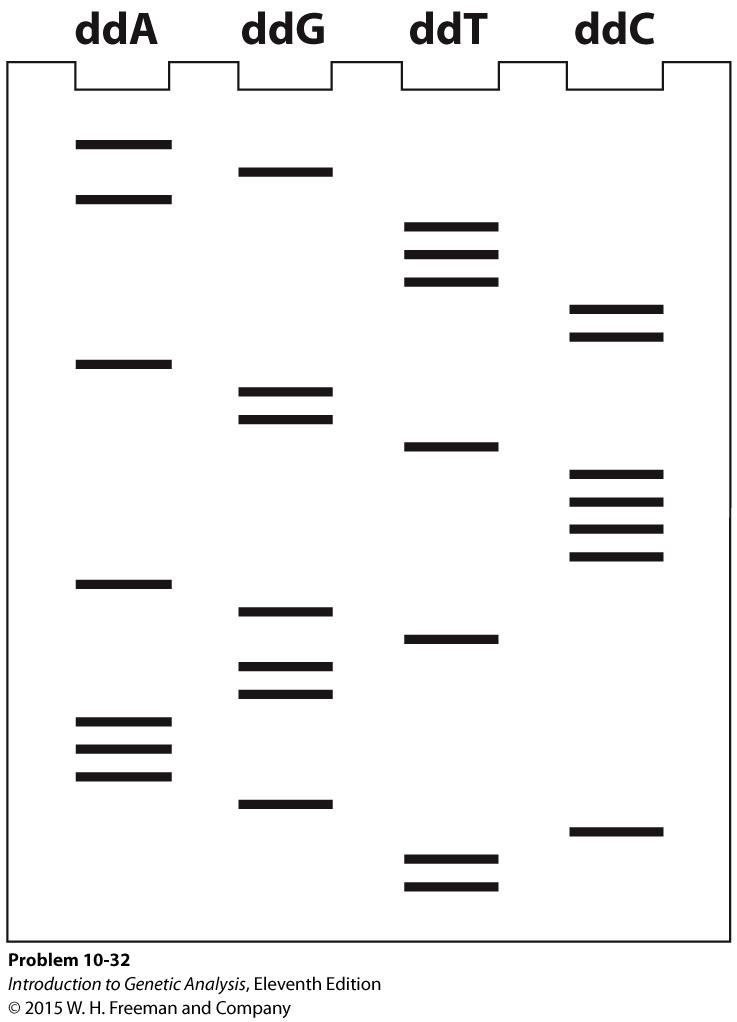 ddA ddG ddT ddC
Problem 10-32
Introduction to Genetic Analysis, Eleventh Edition
© 2015 W. H. Freeman and Company